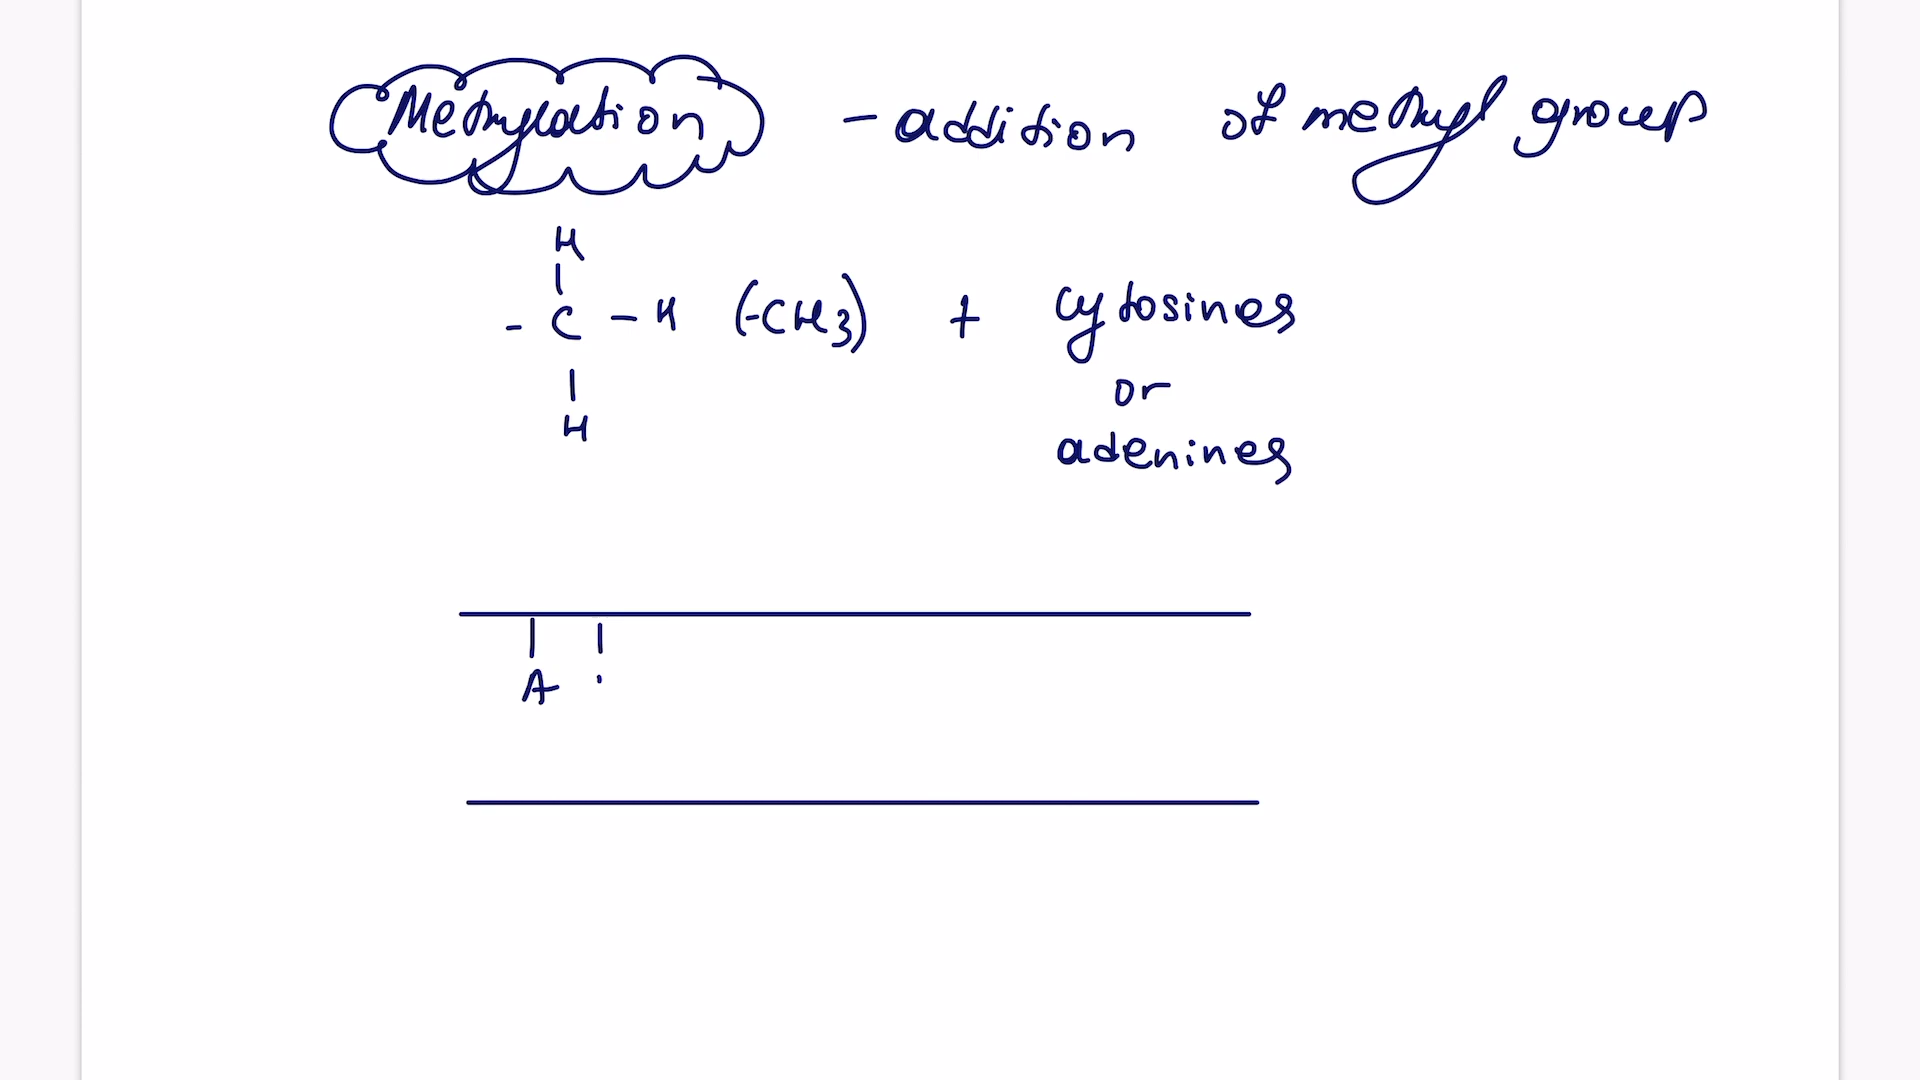 Methylation - addition of methyl group
H
|
- C - H (-CH3) + cytosines
|
or
H
adenines
A